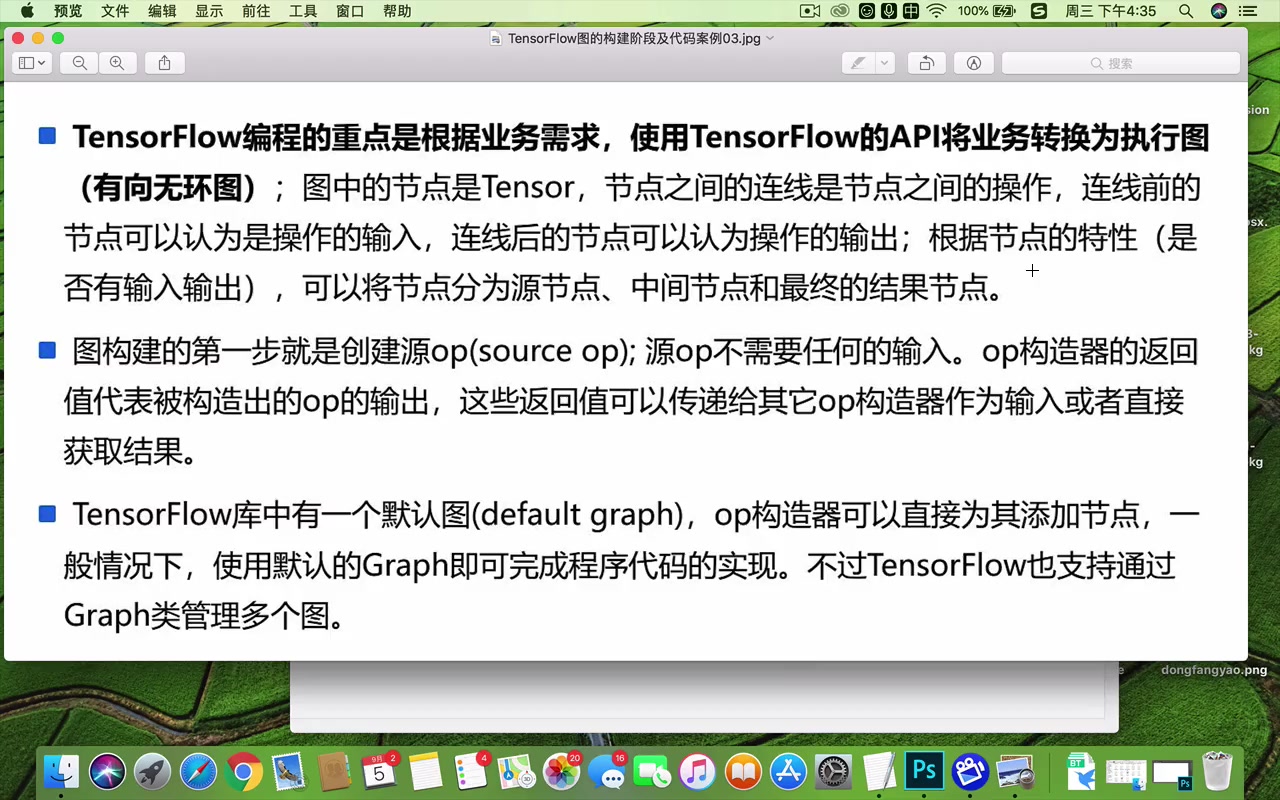 预览 文件 编辑 显示 前往 工具 窗口 帮助 100% 周三 下午4:35
TensorFlow图的构建阶段及代码案例03.jpg
搜索
TensorFlow编程的重点是根据业务需求，使用TensorFlow的API将业务转换为执行图
（有向无环图）；图中的节点是Tensor，节点之间的连线是节点之间的操作，连线前的
节点可以认为是操作的输入，连线后的节点可以认为操作的输出；根据节点的特性（是
否有输入输出），可以将节点分为源节点、中间节点和最终的结果节点。
图构建的第一步就是创建源op(source op); 源op不需要任何的输入。op构造器的返回
值代表被构造出的op的输出，这些返回值可以传递给其它op构造器作为输入或者直接
获取结果。
TensorFlow库中有一个默认图(default graph)，op构造器可以直接为其添加节点，一
般情况下，使用默认的Graph即可完成程序代码的实现。不过TensorFlow也支持通过
Graph类管理多个图。
dongfangyao.png
9月 2 4 20 16
5 3D Ps BT Ps